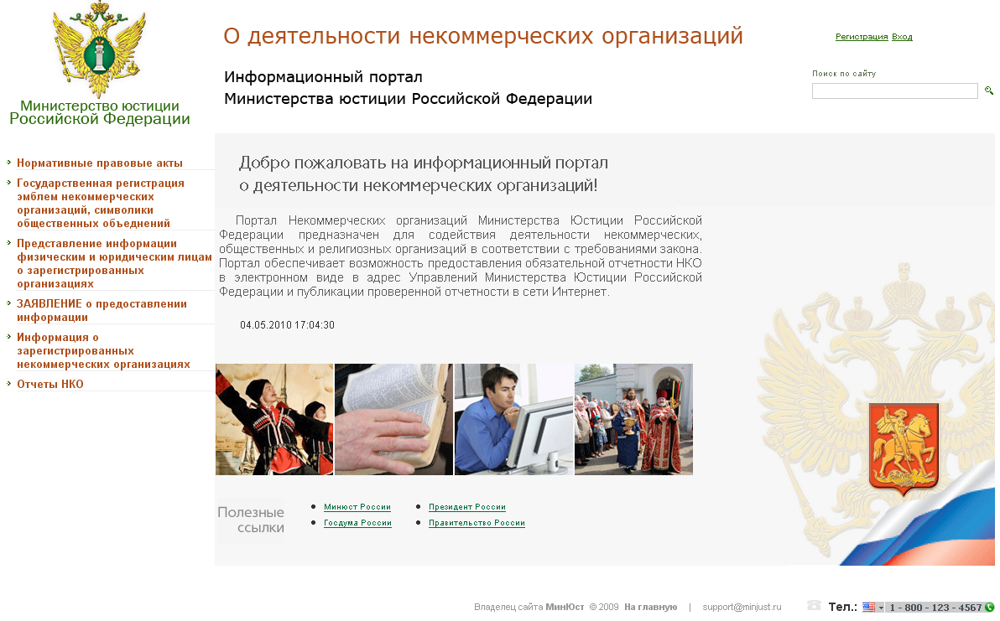 О деятельности некоммерческих организаций
Регистрация Вход
Информационный портал
Министерства юстиции Российской Федерации
Поиск по сайту
Министерство юстиции
Российской Федерации
Нормативные правовые акты
Государственная регистрация
эмблем некоммерческих
организаций, символики
общественных объеднений
Представление информации
физическим и юридическим лицам
о зарегистрированных
организациях
ЗАЯВЛЕНИЕ о предоставлении
информации
Информация о
зарегистрированных
некоммерческих организациях
Отчеты НКО
Добро пожаловать на информационный портал
о деятельности некоммерческих организаций!
Портал Некоммерческих организаций Министерства Юстиции Российской
Федерации предназначен для содействия деятельности некоммерческих,
общественных и религиозных организаций в соответствии с требованиями закона.
Портал обеспечивает возможность предоставления обязательной отчетности НКО
в электронном виде в адрес Управлений Министерства Юстиции Российской
Федерации и публикации проверенной отчетности в сети Интернет.
04.05.2010 17:04:30
Полезные
ссылки
Минюст России
Госдума России
Президент России
Правительство России
Владелец сайта МинЮст © 2009 На главную | support@minjust.ru
Тел.: 1 - 800 - 123 - 4567